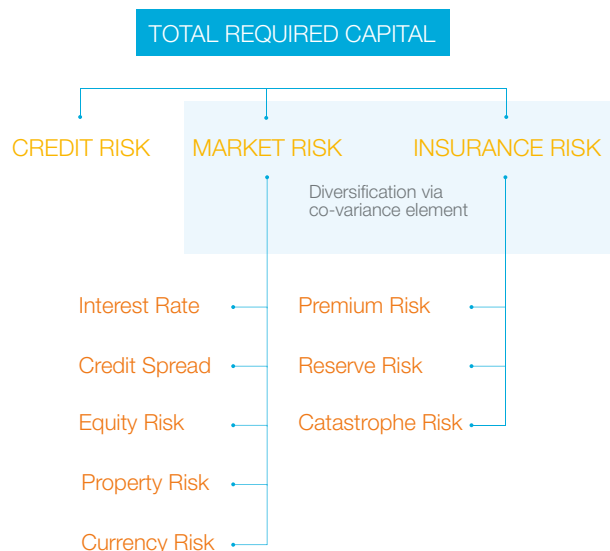 TOTAL REQUIRED CAPITAL
CREDIT RISK
MARKET RISK
INSURANCE RISK
Diversification via
co-variance element
Interest Rate
Credit Spread
Equity Risk
Property Risk
Currency Risk
Premium Risk
Reserve Risk
Catastrophe Risk